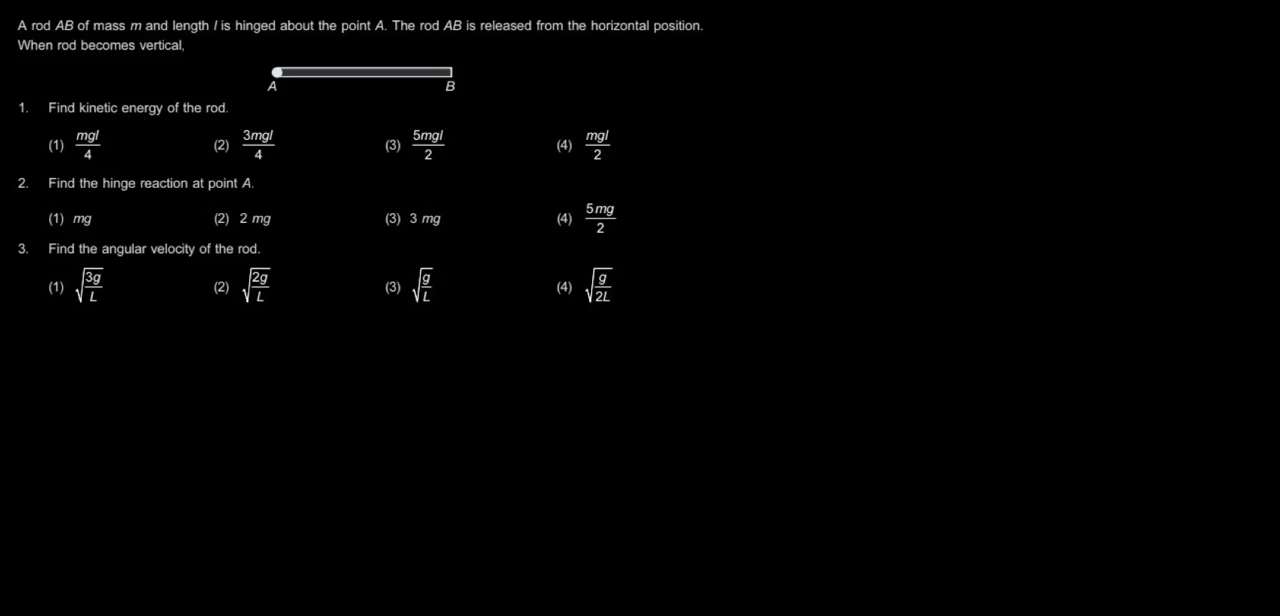 A rod AB of mass m and length l is hinged about the point A. The rod AB is released from the horizontal position.
When rod becomes vertical,
A B
1. Find kinetic energy of the rod.
(1) mgl/4 (2) 3mgl/4 (3) 5mgl/2 (4) mgl/2
2. Find the hinge reaction at point A.
(1) mg (2) 2 mg (3) 3 mg (4) 5mg/2
3. Find the angular velocity of the rod.
(1) √(3g/L) (2) √(2g/L) (3) √(g/L) (4) √(g/2L)